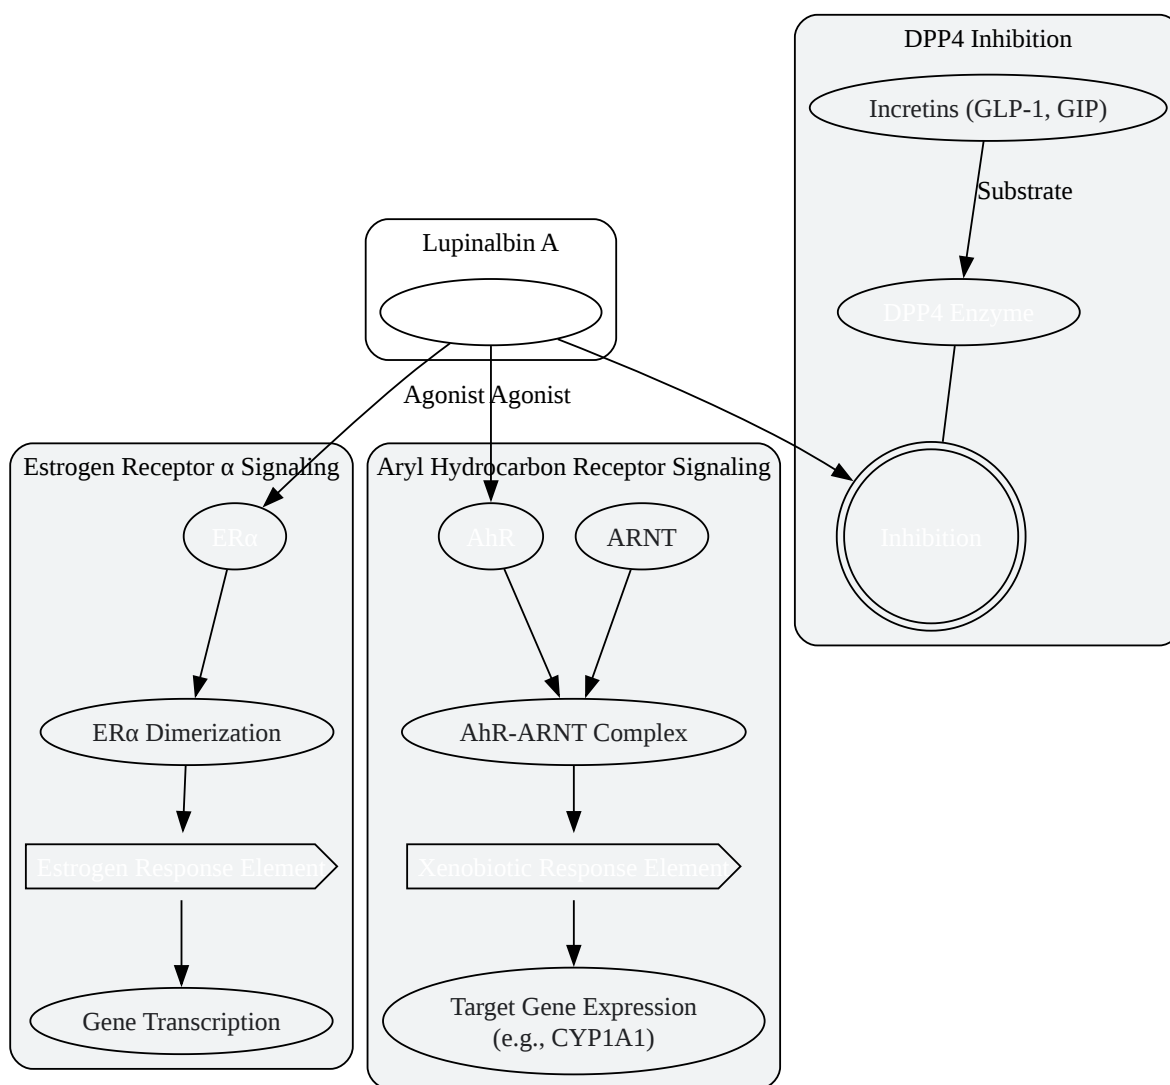 DPP4 Inhibition
Incretins (GLP-1, GIP)
Substrate
Lupinalbin A
DPP4 Enzyme
Agonist Agonist
Estrogen Receptor α Signaling
Aryl Hydrocarbon Receptor Signaling
ERα
AhR
ARNT
Inhibition
ERα Dimerization
AhR-ARNT Complex
Estrogen Response Element
Xenobiotic Response Element
Gene Transcription
Target Gene Expression
(e.g., CYP1A1)